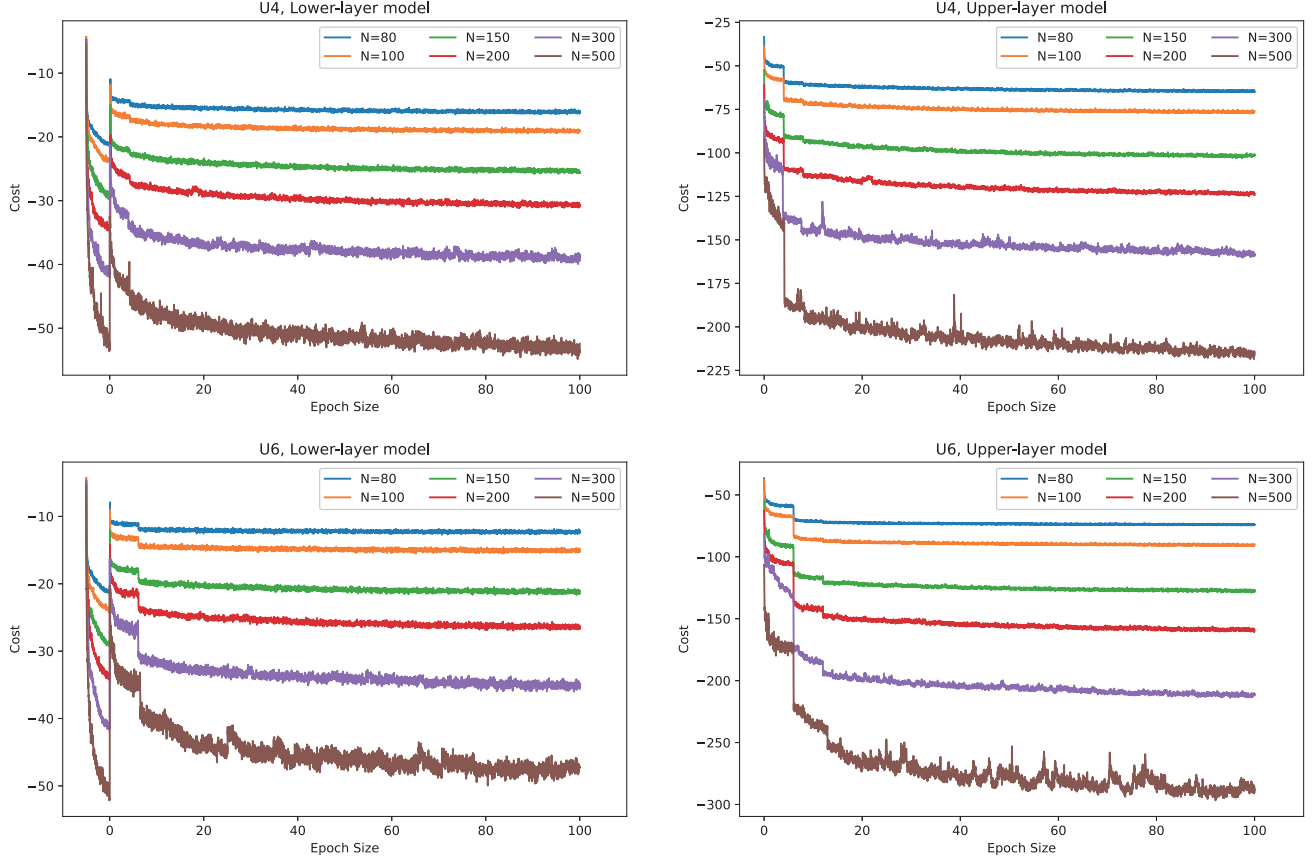 U4, Lower-layer model
N=80 N=150 N=300
N=100 N=200 N=500
−10
−20
−30
−40
−50
Cost
0 20 40 60 80 100
Epoch Size
U4, Upper-layer model
N=80 N=150 N=300
N=100 N=200 N=500
−25
−50
−75
−100
−125
−150
−175
−200
−225
Cost
0 20 40 60 80 100
Epoch Size
U6, Lower-layer model
N=80 N=150 N=300
N=100 N=200 N=500
−10
−20
−30
−40
−50
Cost
0 20 40 60 80 100
Epoch Size
U6, Upper-layer model
N=80 N=150 N=300
N=100 N=200 N=500
−50
−100
−150
−200
−250
−300
Cost
0 20 40 60 80 100
Epoch Size